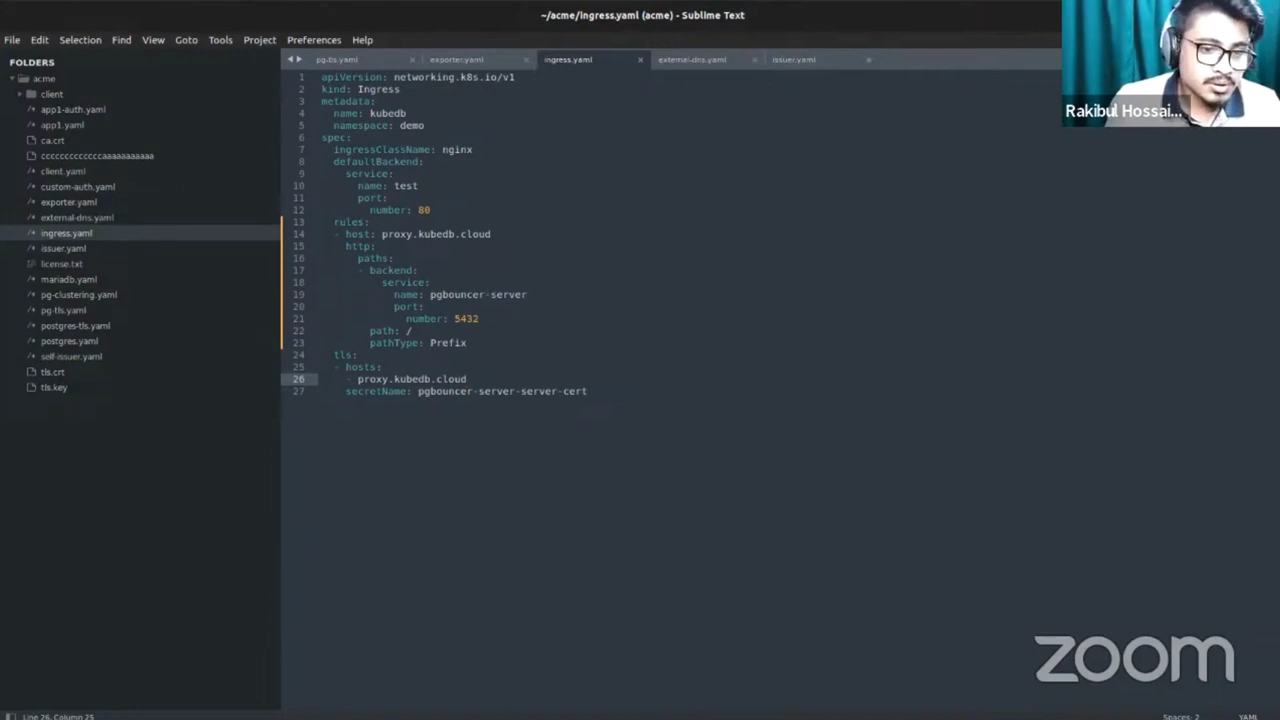 ~/acme/ingress.yaml (acme) - Sublime Text
File Edit Selection Find View Goto Tools Project Preferences Help
FOLDERS
acme
client
app1-auth.yaml
app1.yaml
ca.crt
cccccccccccccaaaaaaaaaaa
client.yaml
custom-auth.yaml
exporter.yaml
external-dns.yaml
ingress.yaml
issuer.yaml
license.txt
mariadb.yaml
pg-clustering.yaml
pg-tls.yaml
postgres-tls.yaml
postgres.yaml
self-issuer.yaml
tls.crt
tls.key
pg-tls.yaml exporter.yaml ingress.yaml external-dns.yaml issuer.yaml
1 apiVersion: networking.k8s.io/v1
2 kind: Ingress
3 metadata:
4 name: kubedb
5 namespace: demo
6 spec:
7 ingressClassName: nginx
8 defaultBackend:
9 service:
10 name: test
11 port:
12 number: 80
13 rules:
14 - host: proxy.kubedb.cloud
15 http:
16 paths:
17 - backend:
18 service:
19 name: pgbouncer-server
20 port:
21 number: 5432
22 path: /
23 pathType: Prefix
24 tls:
25 - hosts:
26 - proxy.kubedb.cloud
27 secretName: pgbouncer-server-server-cert
Rakibul Hossai...
zoom
Line 26, Column 25
Spaces: 2
YAML